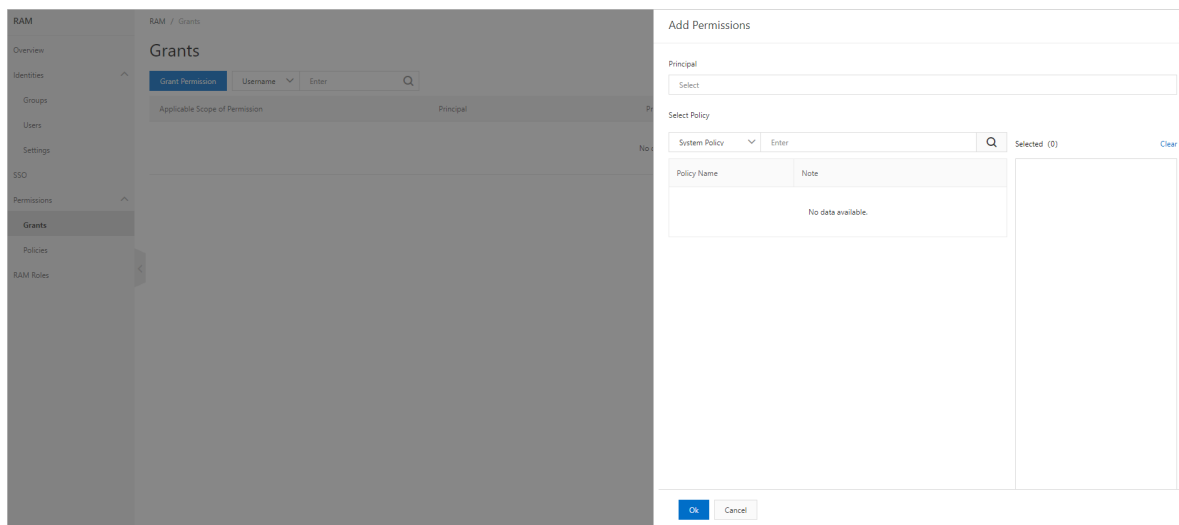 RAM
Overview
Identities
Groups
Users
Settings
SSO
Permissions
Grants
Policies
RAM Roles
RAM / Grants
Grants
Grant Permission Username Enter
Applicable Scope of Permission Principal Pr
No
Add Permissions
Principal
Select
Select Policy
System Policy Enter
Selected (0) Clear
Policy Name Note
No data available.
Ok Cancel